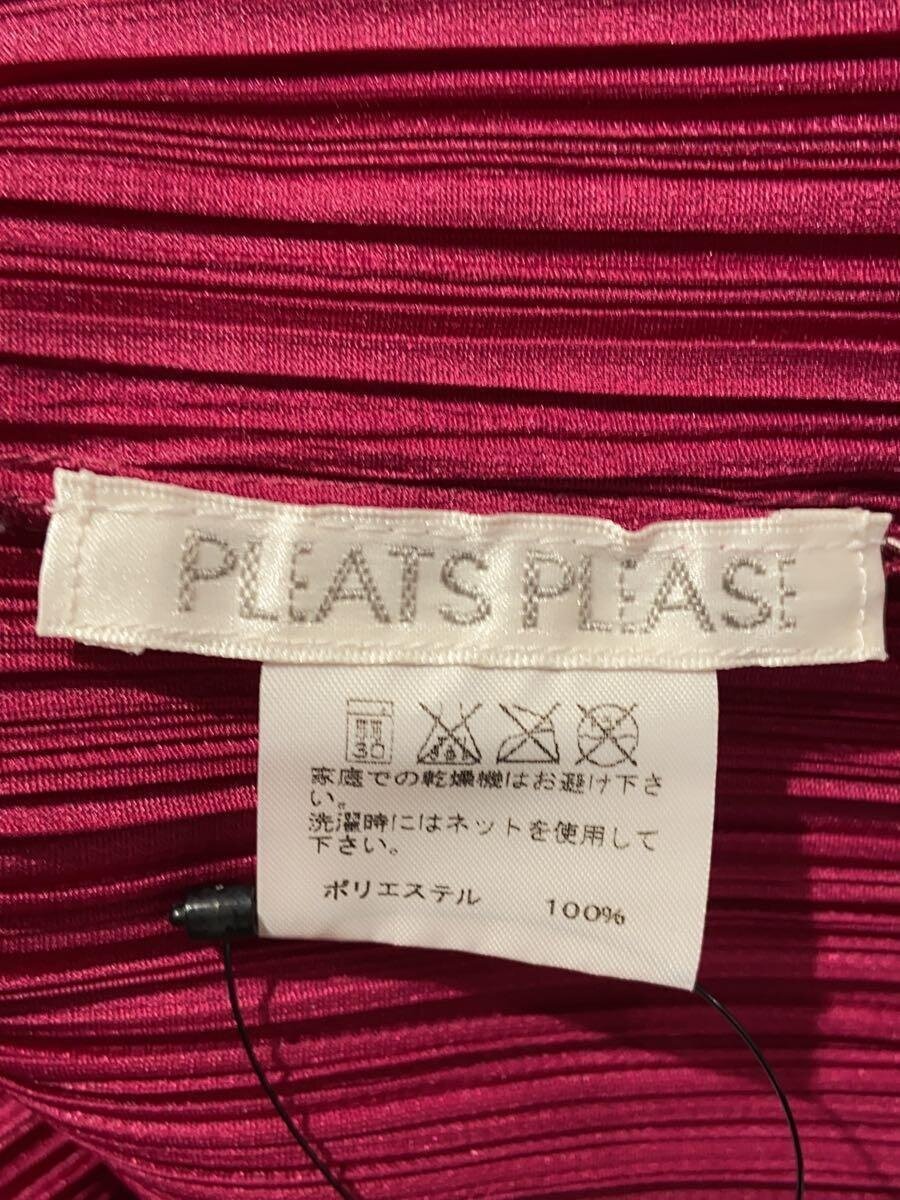 PLEATS PLEASE
30
家庭での乾燥機はお避け下さ
い。
洗濯時にはネットを使用して
下さい。
ポリエステル 100%